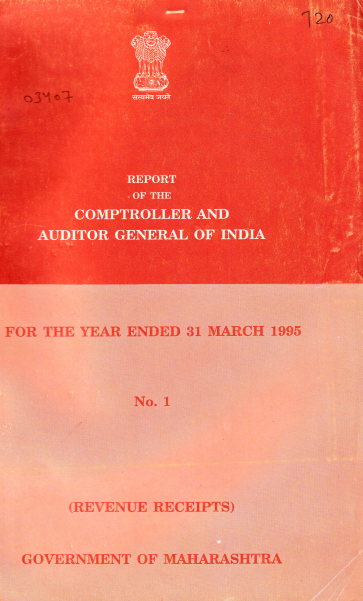 720
03407
सत्यमेव जयते
REPORT
OF THE
COMPTROLLER AND
AUDITOR GENERAL OF INDIA
FOR THE YEAR ENDED 31 MARCH 1995
No. 1
(REVENUE RECEIPTS)
GOVERNMENT OF MAHARASHTRA